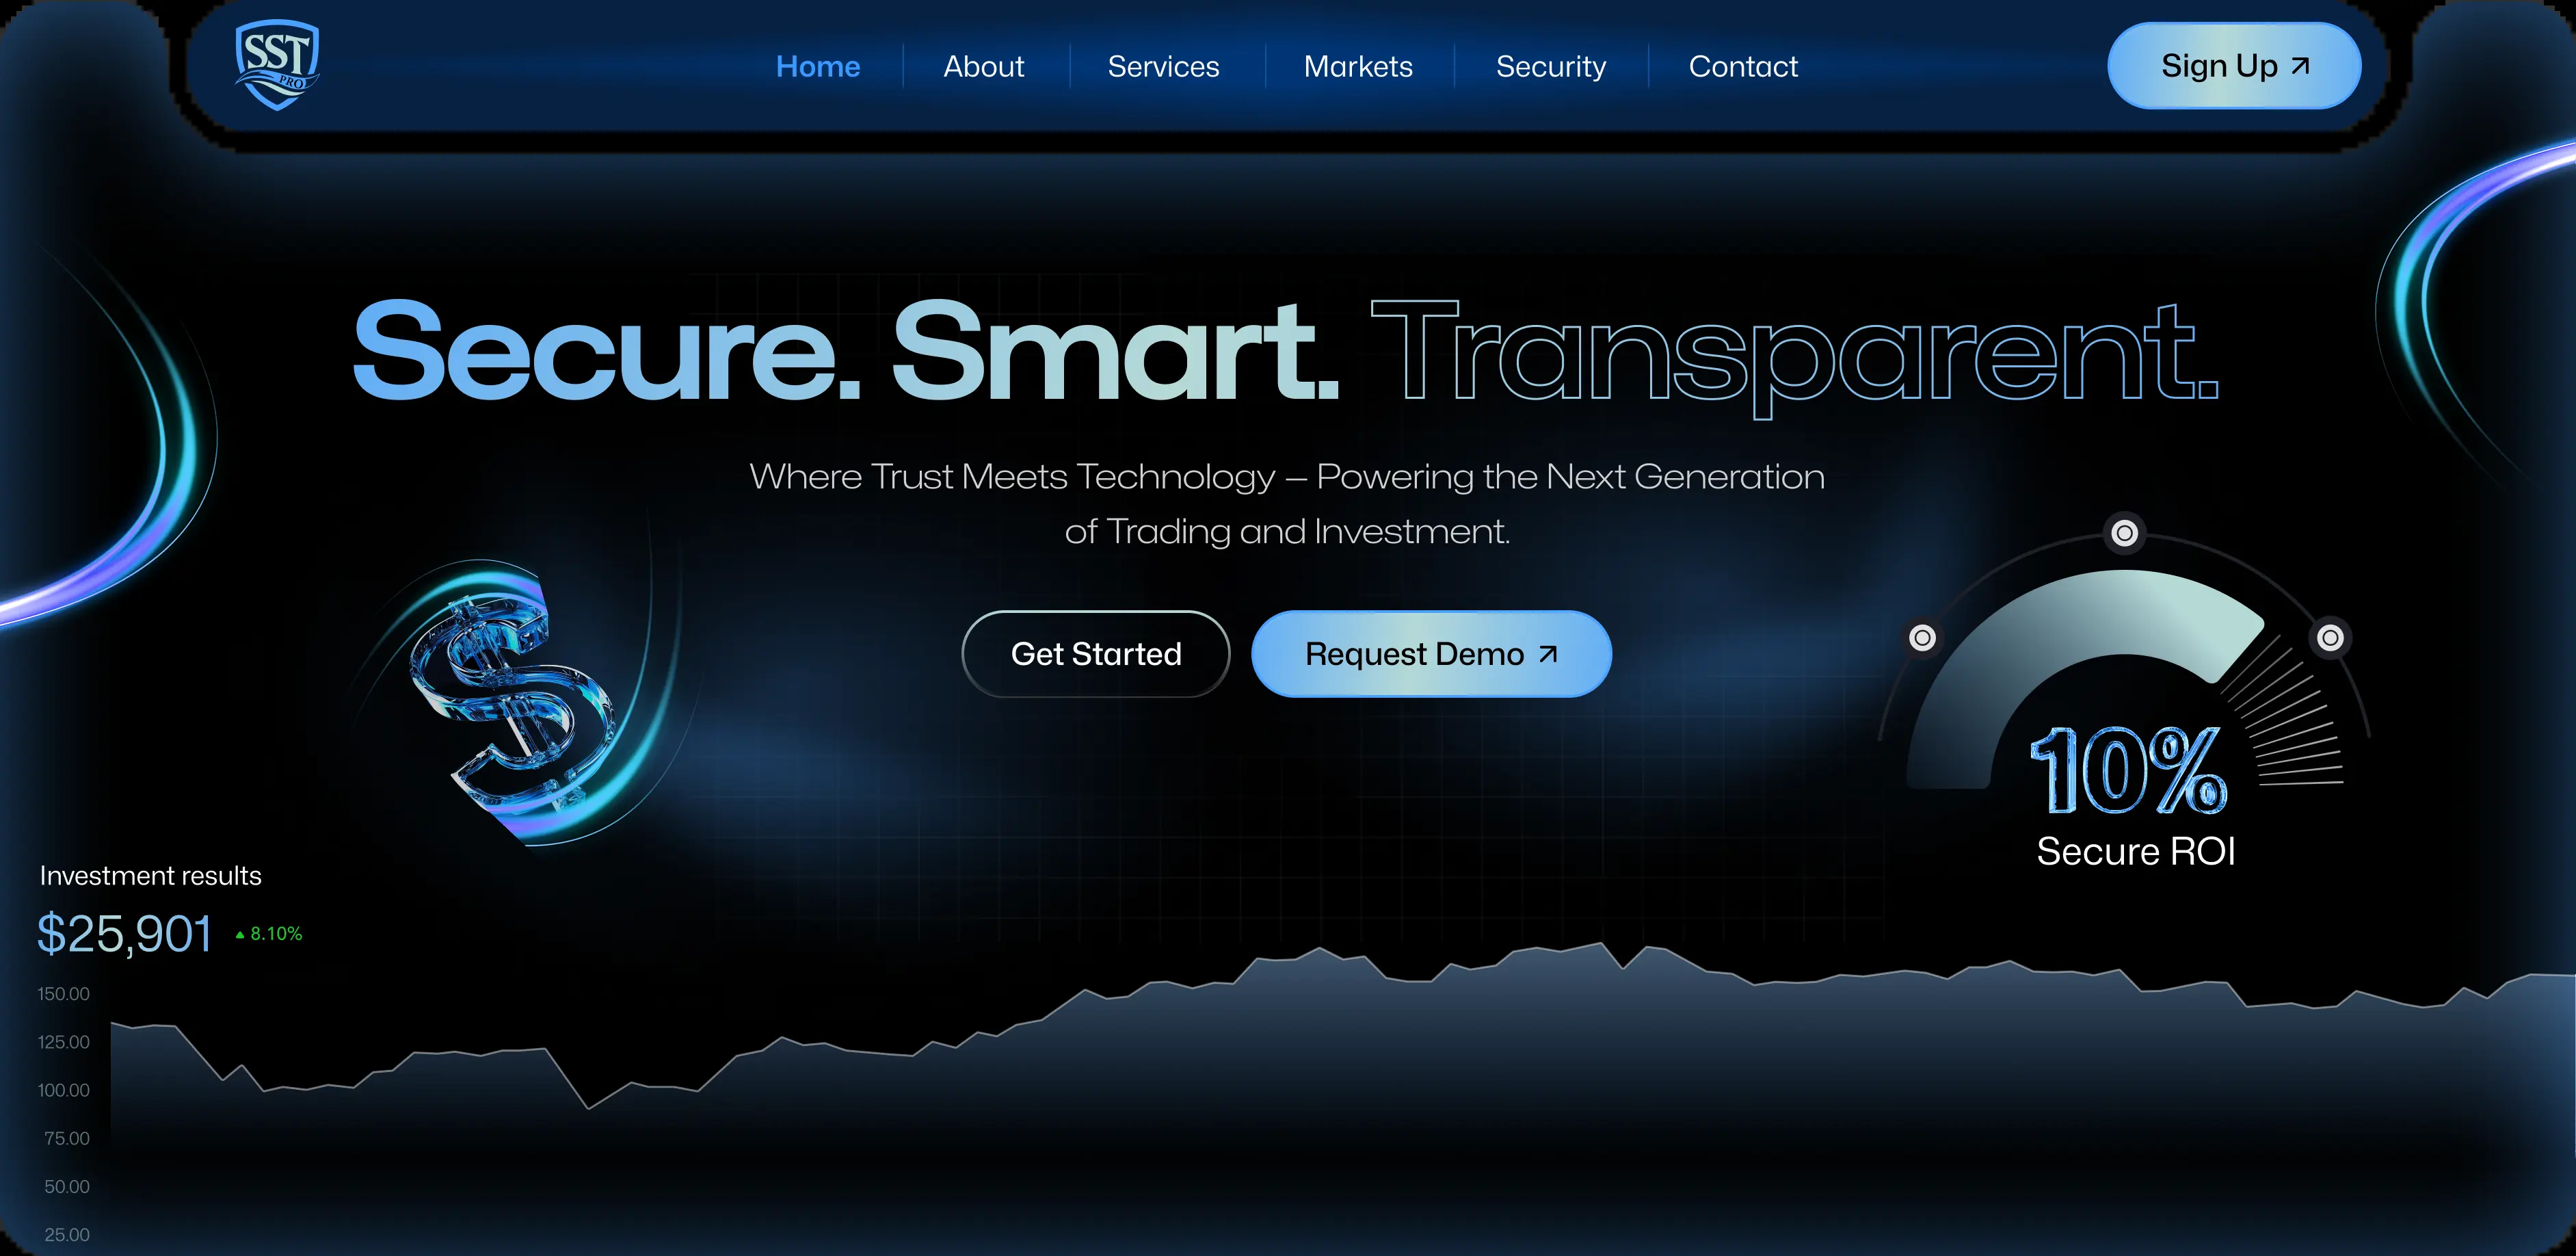 SST
PRO
Home
About
Services
Markets
Security
Contact
Sign Up
Secure. Smart. Transparent.
Where Trust Meets Technology — Powering the Next Generation
of Trading and Investment.
Get Started
Request Demo
10%
Secure ROI
Investment results
$25,901
8.10%
150.00
125.00
100.00
75.00
50.00
25.00